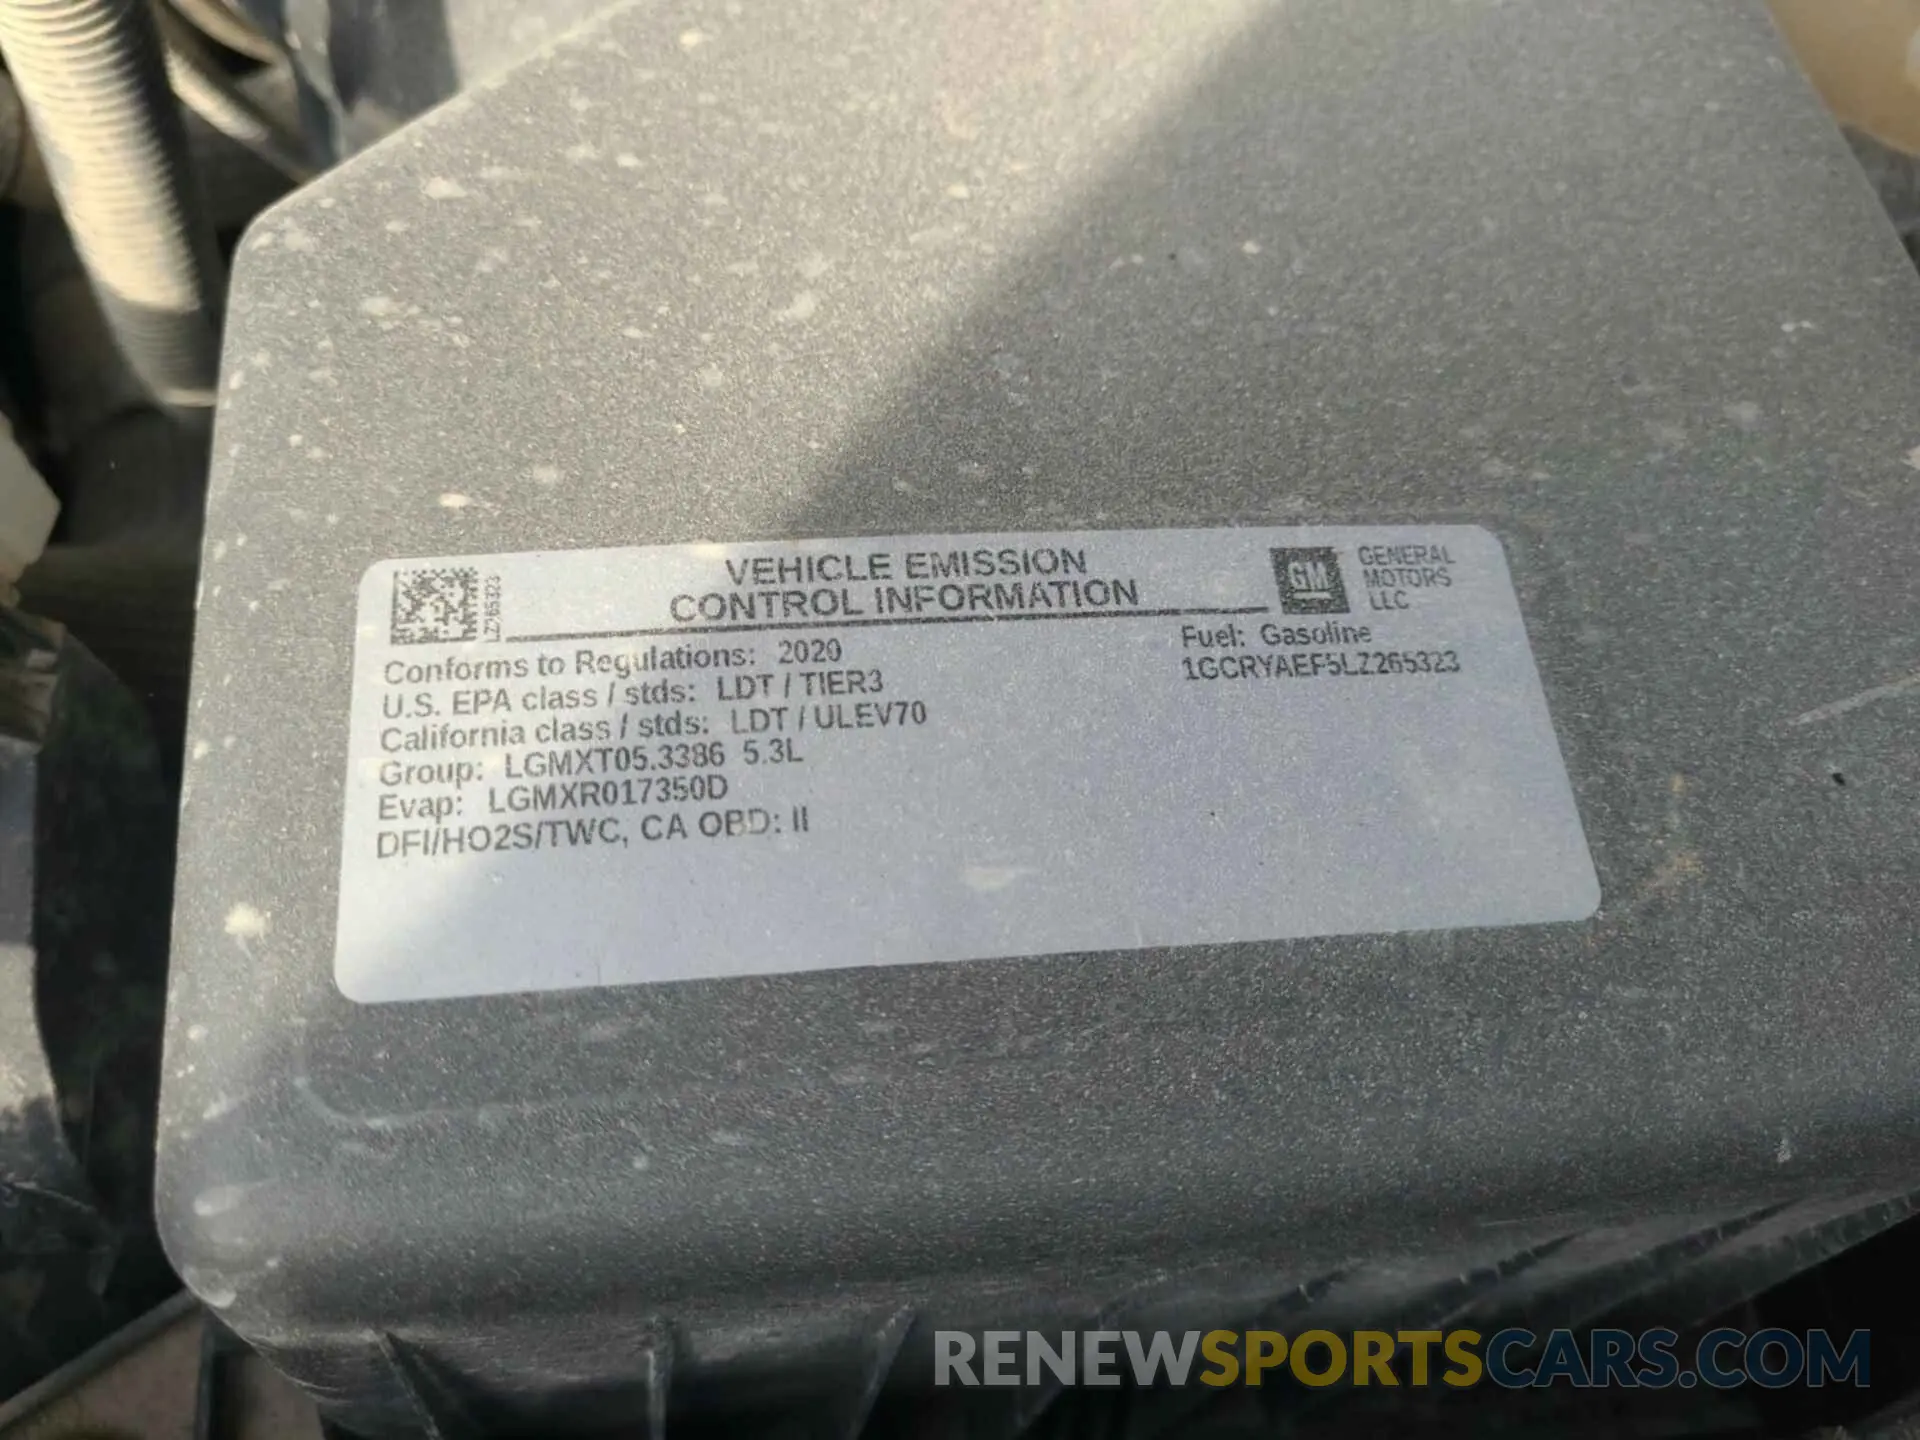 LZ265323
VEHICLE EMISSION
CONTROL INFORMATION
GM
GENERAL
MOTORS
LLC
Conforms to Regulations: 2020
U.S. EPA class / stds: LDT / TIER3
California class / stds: LDT / ULEV70
Group: LGMXT05.3386 5.3L
Evap: LGMXR017350D
DFI/HO2S/TWC, CA OBD: II
Fuel: Gasoline
1GCRYAEF5LZ265323
RENEWSPORTSCARS.COM